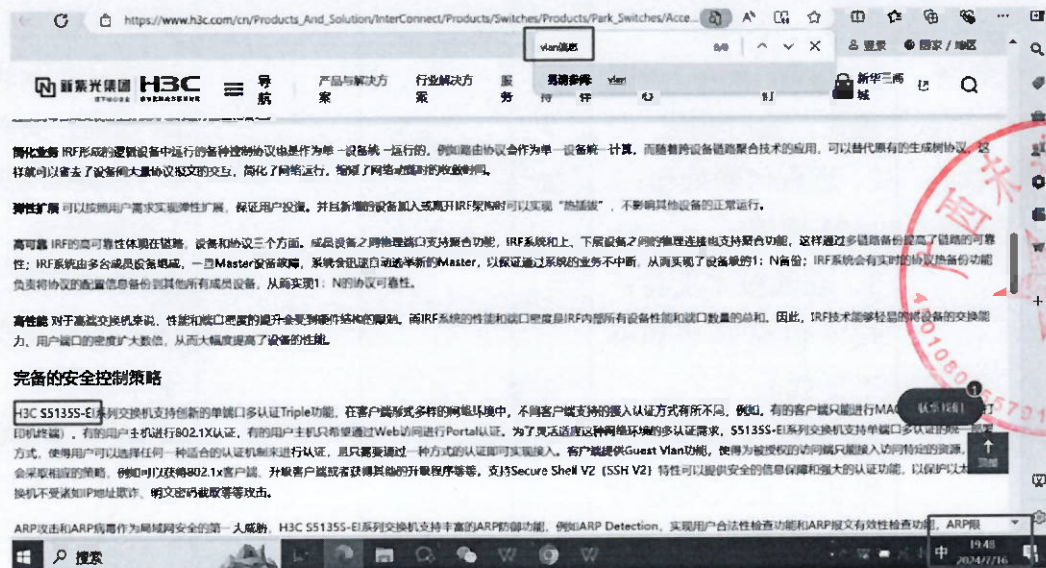 https://www.h3c.com/cn/Products_And_Solution/InterConnect/Products/Switches/Products/Park_Switches/Acce...
vlan信息
0/0
登录 国家 / 地区
新紫光集团 H3C
导航
产品与解决方案
行业解决方案
服务
vlan
新华三商城
简化业务 IRF形成的逻辑设备中运行的各种控制协议也是作为单一设备统一运行的，例如路由协议会作为单一设备统一计算，而随着跨设备链路聚合技术的应用，可以替代原有的生成树协议，这
样就可以省去了设备间大量协议报文的交互，简化了网络运行，缩短了网络动荡时的收敛时间。
弹性扩展 可以按照用户需求实现弹性扩展，保证用户投资。并且新增的设备加入或离开IRF架构时可以实现“热插拔”，不影响其他设备的正常运行。
高可靠 IRF的高可靠性体现在链路，设备和协议三个方面。成员设备之间物理端口支持聚合功能，IRF系统和上、下层设备之间的物理连接也支持聚合功能，这样通过多链路备份提高了链路的可靠
性；IRF系统由多台成员设备组成，一旦Master设备故障，系统会迅速自动选举新的Master，以保证通过系统的业务不中断，从而实现了设备级的1：N备份；IRF系统会有实时的协议热备份功能
负责将协议的配置信息备份到其他所有成员设备，从而实现1：N的协议可靠性。
高性能 对于高端交换机来说，性能和端口密度的提升会受到硬件结构的限制。而IRF系统的性能和端口密度是IRF内部所有设备性能和端口数量的总和。因此，IRF技术能够轻易的将设备的交换能
力、用户端口的密度扩大数倍，从而大幅度提高了设备的性能。
完备的安全控制策略
H3C S5135S-EI系列交换机支持创新的单端口多认证Triple功能，在客户端形式多样的网络环境中，不同客户端支持的接入认证方式有所不同，例如，有的客户端只能进行MAC
印机终端），有的用户主机进行802.1X认证，有的用户主机只希望通过Web访问进行Portal认证。为了灵活适应这种网络环境的多认证需求，S5135S-EI系列交换机支持单端口多认证的统一部署
方式，使得用户可以选择任何一种适合的认证机制来进行认证，且只需要通过一种方式的认证即可实现接入。客户端提供Guest Vlan功能，使得为被授权的访问端只能接入访问特定的资源，
会采取相应的策略，例如可以获得802.1x客户端，升级客户端或者获得其他的升级程序等等。支持Secure Shell V2 (SSH V2) 特性可以提供安全的信息保障和强大的认证功能，以保护以太
换机不受诸如IP地址欺诈、明文密码截取等等攻击。
ARP攻击和ARP病毒作为局域网安全的第一大威胁，H3C S5135S-EI系列交换机支持丰富的ARP防御功能，例如ARP Detection，实现用户合法性检查功能和ARP报文有效性检查功能，ARP限
联系我们
1
顶部
搜索
中
19:48
2024/7/16